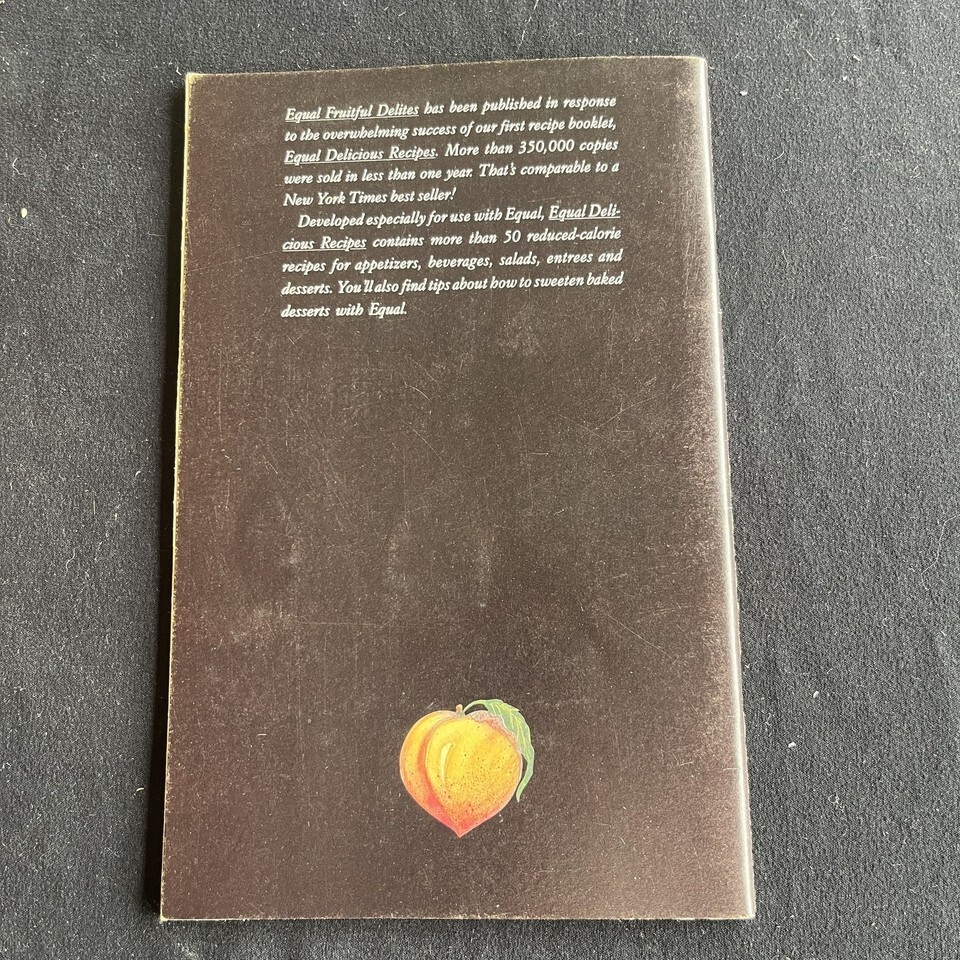 Equal Fruitful Delites has been published in response
to the overwhelming success of our first recipe booklet,
Equal Delicious Recipes. More than 350,000 copies
were sold in less than one year. That's comparable to a
New York Times best seller!
Developed especially for use with Equal, Equal Deli-
cious Recipes contains more than 50 reduced-calorie
recipes for appetizers, beverages, salads, entrees and
desserts. You'll also find tips about how to sweeten baked
desserts with Equal.